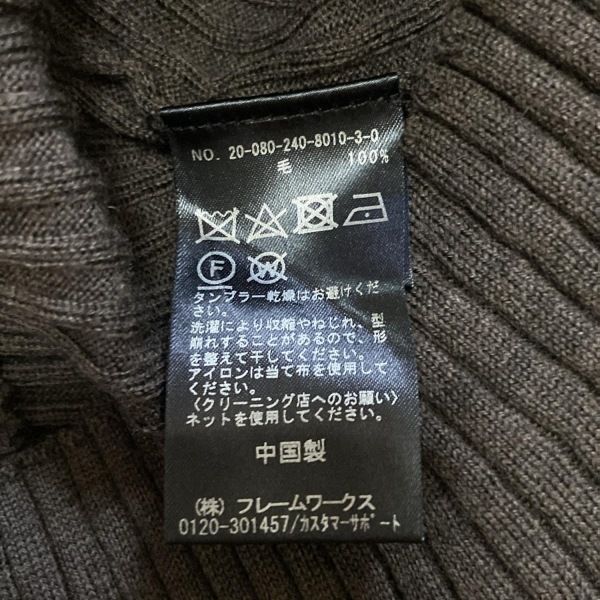 NO. 20-080-240-8010-3-0
毛 100%
F W
タンブラー乾燥はお避けくだ
さい。
洗濯により収縮やねじれ、型
崩れすることがあるので、形
を整えて干してください。
アイロンは当て布を使用して
ください。
〈クリーニング店へのお願い〉
ネットを使用してください。
中国製
(株) フレームワークス
0120-301457/カスタマーサポート